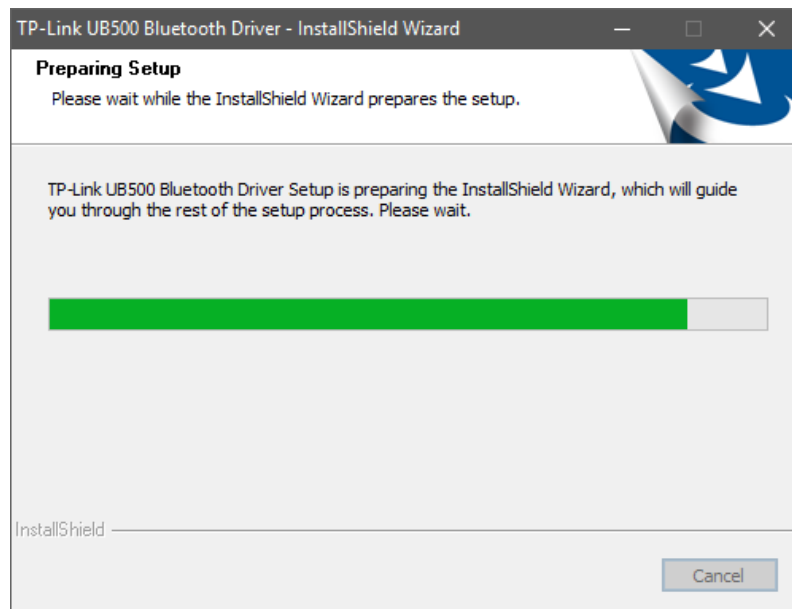 TP-Link UB500 Bluetooth Driver - InstallShield Wizard
Preparing Setup
Please wait while the InstallShield Wizard prepares the setup.
TP-Link UB500 Bluetooth Driver Setup is preparing the InstallShield Wizard, which will guide
you through the rest of the setup process. Please wait.
InstallShield
Cancel